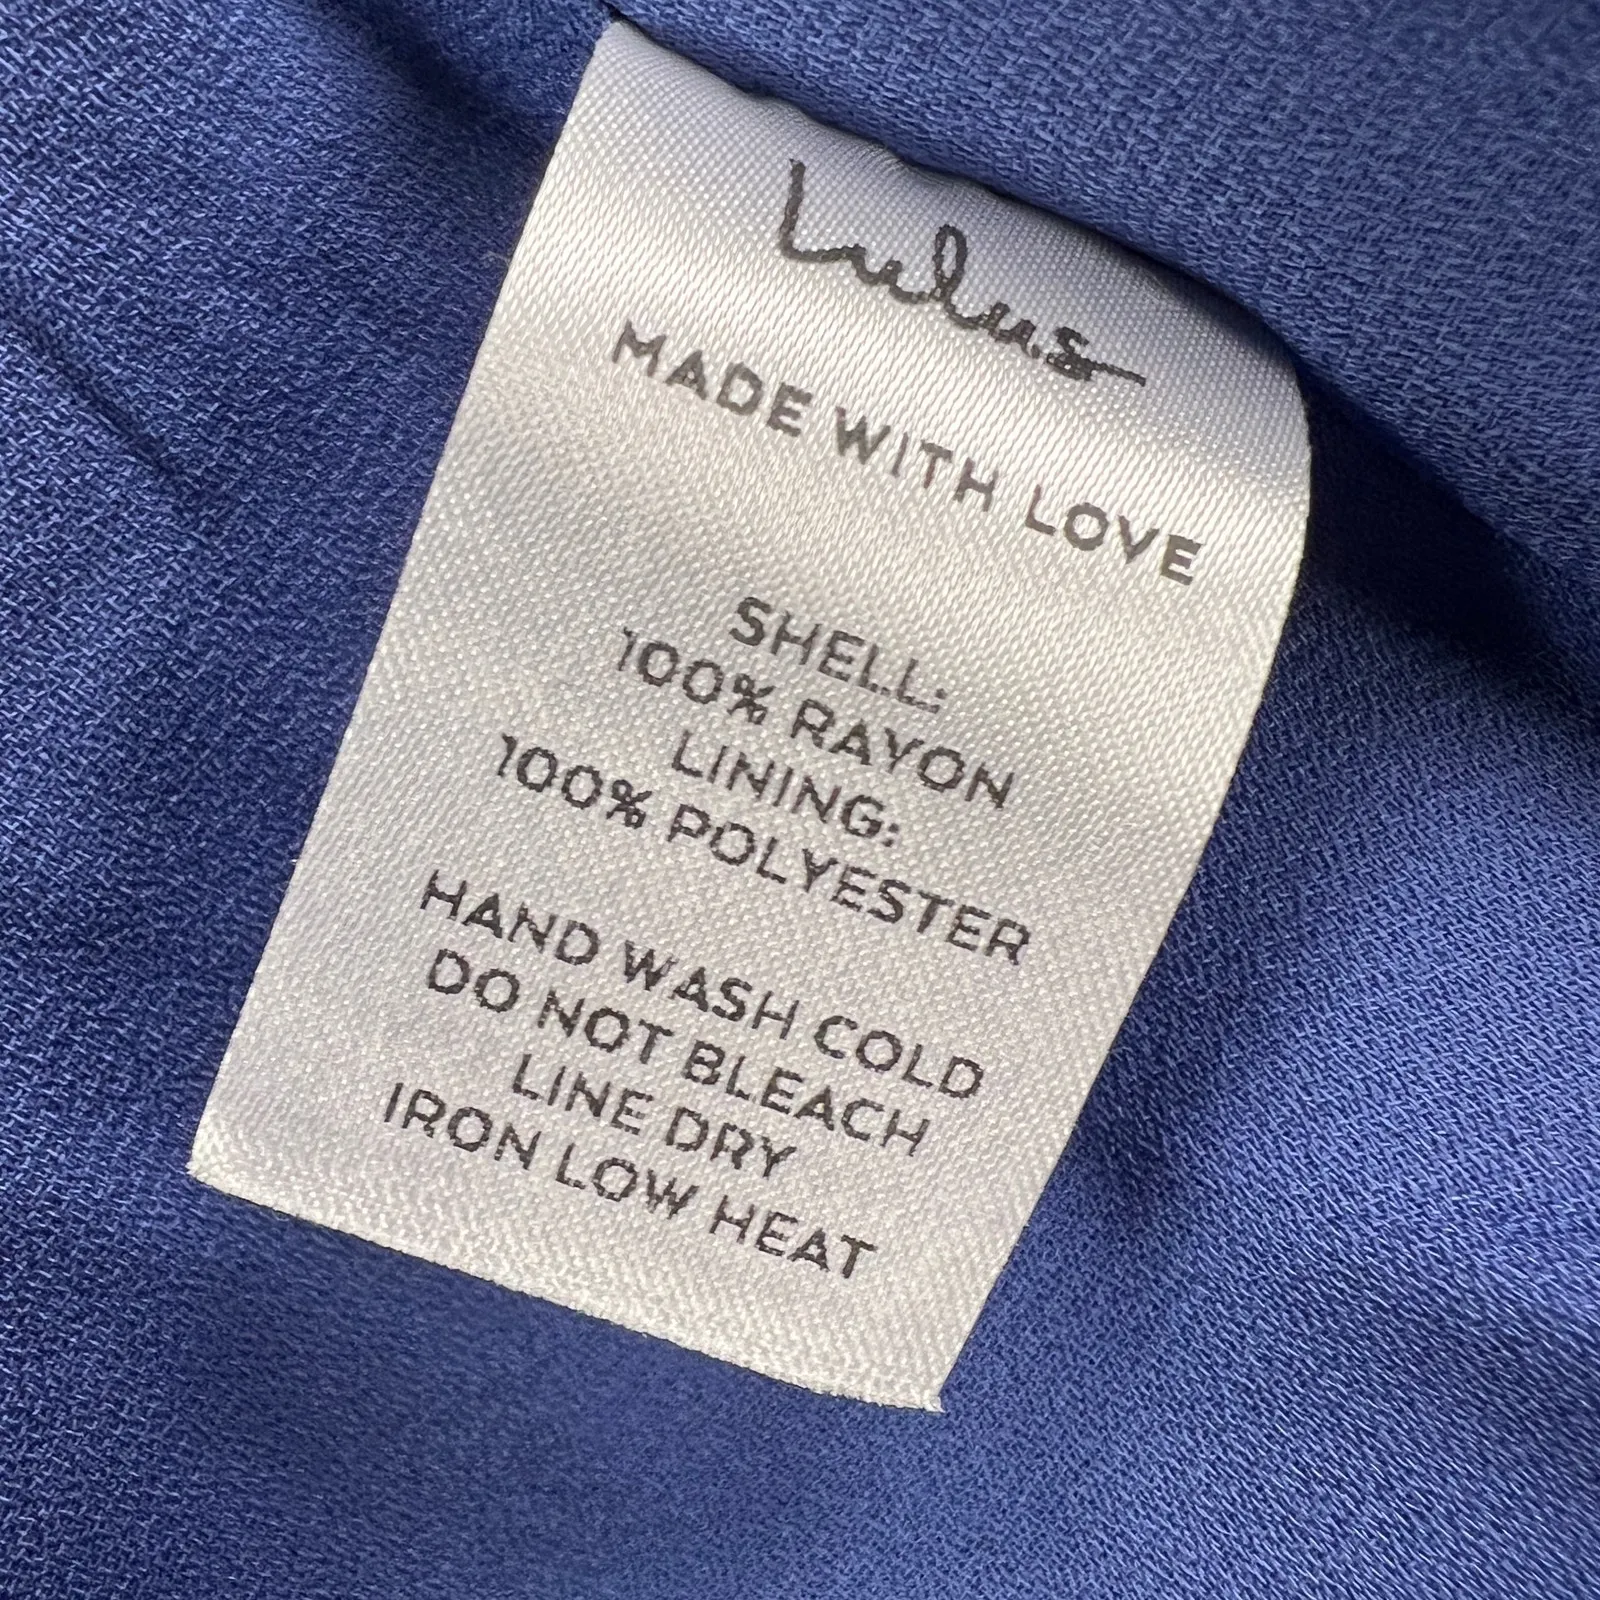 Lulus
MADE WITH LOVE
SHELL:
100% RAYON
LINING:
100% POLYESTER
HAND WASH COLD
DO NOT BLEACH
LINE DRY
IRON LOW HEAT